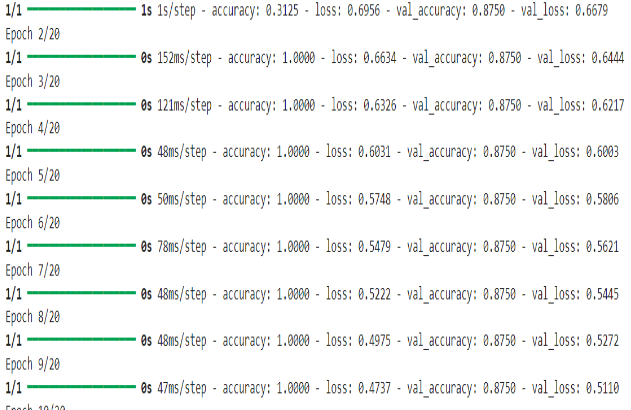 1/1 ━━━━━━━━━━━━━━━━━━━━ 1s 1s/step - accuracy: 0.3125 - loss: 0.6956 - val_accuracy: 0.8750 - val_loss: 0.6679
Epoch 2/20
1/1 ━━━━━━━━━━━━━━━━━━━━ 0s 152ms/step - accuracy: 1.0000 - loss: 0.6634 - val_accuracy: 0.8750 - val_loss: 0.6444
Epoch 3/20
1/1 ━━━━━━━━━━━━━━━━━━━━ 0s 121ms/step - accuracy: 1.0000 - loss: 0.6326 - val_accuracy: 0.8750 - val_loss: 0.6217
Epoch 4/20
1/1 ━━━━━━━━━━━━━━━━━━━━ 0s 48ms/step - accuracy: 1.0000 - loss: 0.6031 - val_accuracy: 0.8750 - val_loss: 0.6003
Epoch 5/20
1/1 ━━━━━━━━━━━━━━━━━━━━ 0s 50ms/step - accuracy: 1.0000 - loss: 0.5748 - val_accuracy: 0.8750 - val_loss: 0.5806
Epoch 6/20
1/1 ━━━━━━━━━━━━━━━━━━━━ 0s 78ms/step - accuracy: 1.0000 - loss: 0.5479 - val_accuracy: 0.8750 - val_loss: 0.5621
Epoch 7/20
1/1 ━━━━━━━━━━━━━━━━━━━━ 0s 48ms/step - accuracy: 1.0000 - loss: 0.5222 - val_accuracy: 0.8750 - val_loss: 0.5445
Epoch 8/20
1/1 ━━━━━━━━━━━━━━━━━━━━ 0s 48ms/step - accuracy: 1.0000 - loss: 0.4975 - val_accuracy: 0.8750 - val_loss: 0.5272
Epoch 9/20
1/1 ━━━━━━━━━━━━━━━━━━━━ 0s 47ms/step - accuracy: 1.0000 - loss: 0.4737 - val_accuracy: 0.8750 - val_loss: 0.5110
Epoch 10/20